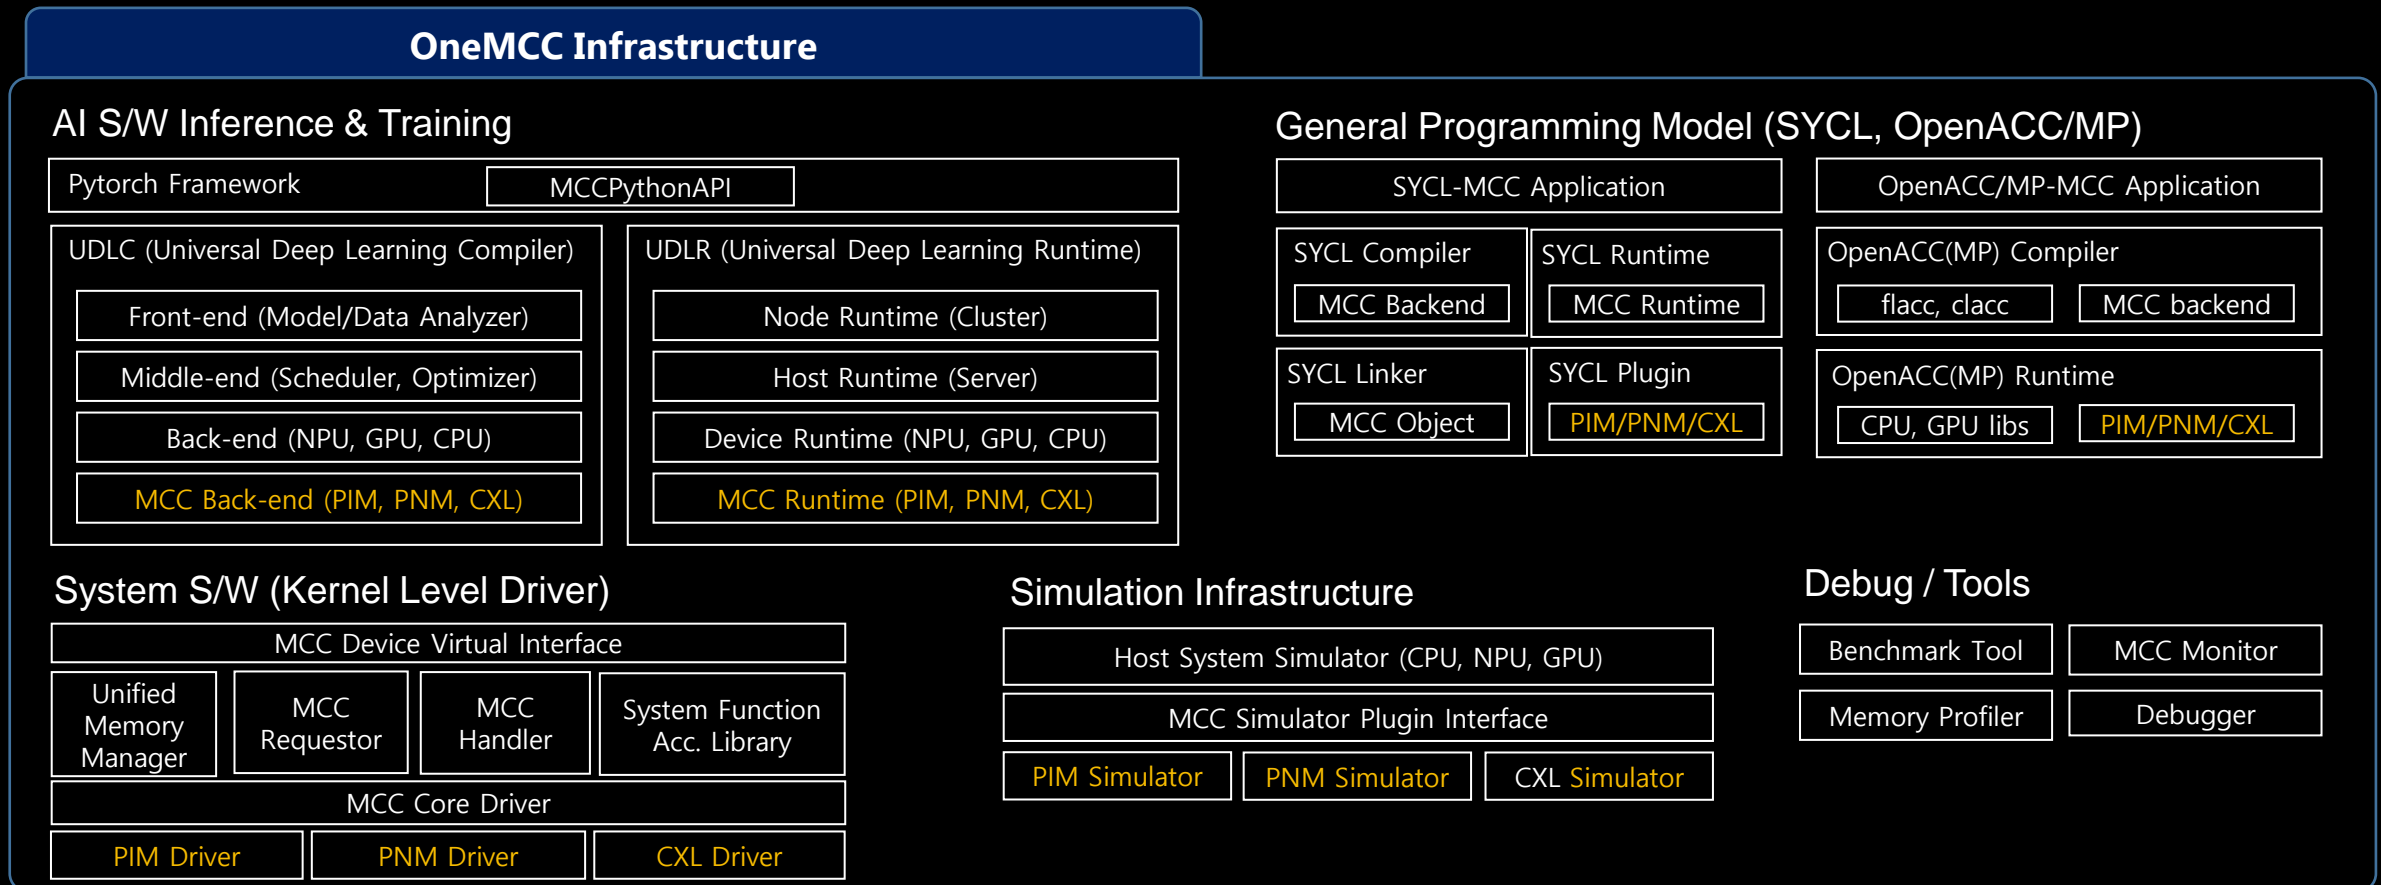 OneMCC Infrastructure
AI S/W Inference & Training
Pytorch Framework
MCCPythonAPI
UDLC (Universal Deep Learning Compiler)
Front-end (Model/Data Analyzer)
Middle-end (Scheduler, Optimizer)
Back-end (NPU, GPU, CPU)
MCC Back-end (PIM, PNM, CXL)
UDLR (Universal Deep Learning Runtime)
Node Runtime (Cluster)
Host Runtime (Server)
Device Runtime (NPU, GPU, CPU)
MCC Runtime (PIM, PNM, CXL)
General Programming Model (SYCL, OpenACC/MP)
SYCL-MCC Application
SYCL Compiler
MCC Backend
SYCL Runtime
MCC Runtime
SYCL Linker
MCC Object
SYCL Plugin
PIM/PNM/CXL
OpenACC/MP-MCC Application
OpenACC(MP) Compiler
flacc, clacc
MCC backend
OpenACC(MP) Runtime
CPU, GPU libs
PIM/PNM/CXL
System S/W (Kernel Level Driver)
MCC Device Virtual Interface
Unified
Memory
Manager
MCC
Requestor
MCC
Handler
System Function
Acc. Library
MCC Core Driver
PIM Driver
PNM Driver
CXL Driver
Simulation Infrastructure
Host System Simulator (CPU, NPU, GPU)
MCC Simulator Plugin Interface
PIM Simulator
PNM Simulator
CXL Simulator
Debug / Tools
Benchmark Tool
MCC Monitor
Memory Profiler
Debugger